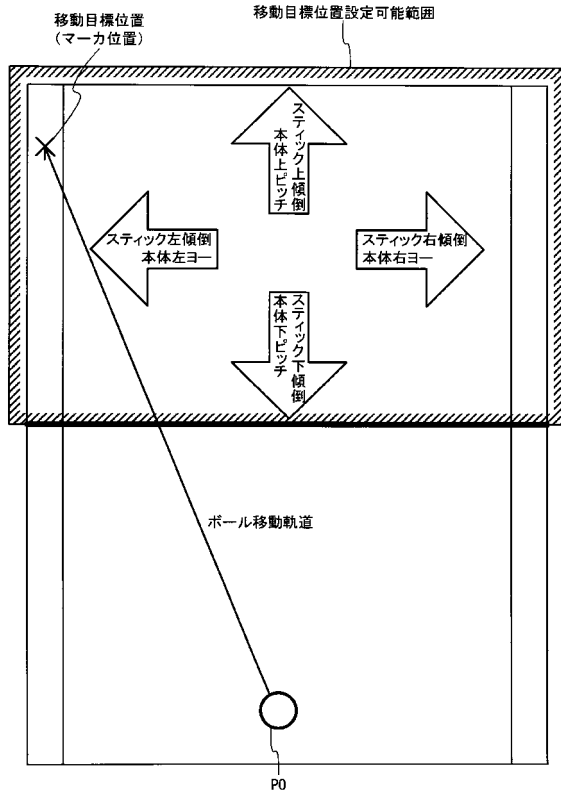 移動目標位置
（マーカ位置）
移動目標位置設定可能範囲
スティック上傾倒
本体上ピッチ
スティック左傾倒
本体左ヨー
スティック右傾倒
本体右ヨー
スティック下傾倒
本体下ピッチ
ボール移動軌道
P0